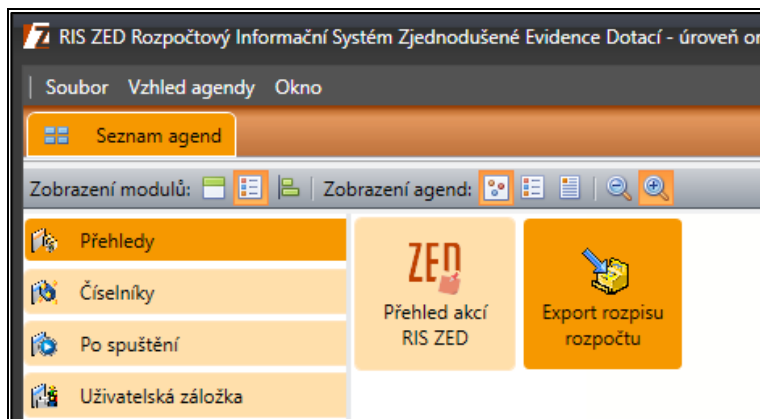 RIS ZED Rozpočtový Informační Systém Zjednodušené Evidence Dotací - úroveň
Soubor Vzhled agendy Okno
Seznam agend
Zobrazení modulů: Zobrazení agend:
Přehledy
Číselníky
Po spuštění
Uživatelská záložka
ZED
Přehled akcí
RIS ZED
Export rozpisu
rozpočtu